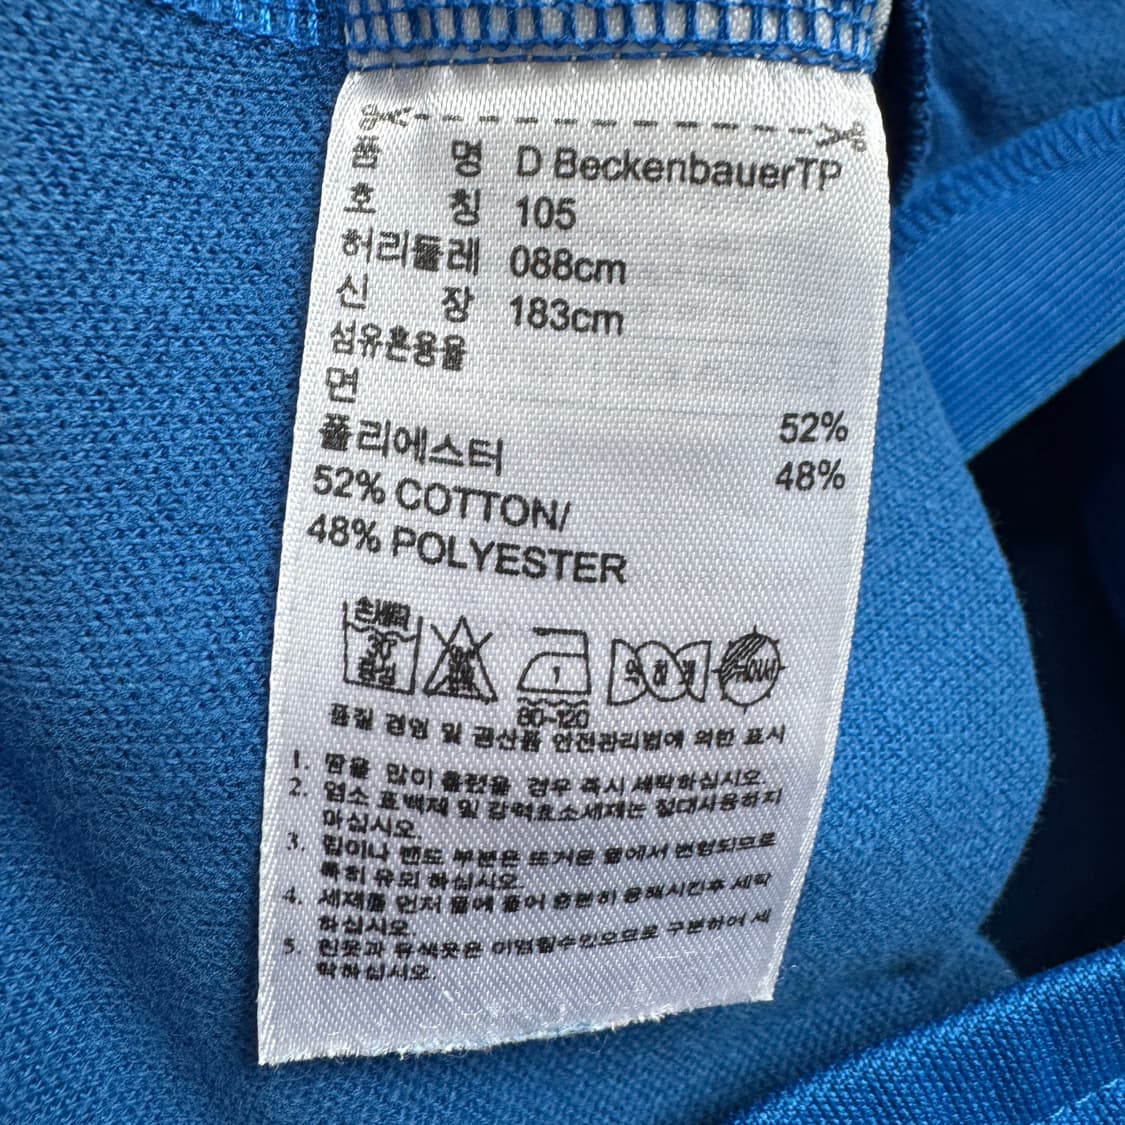 품 명 D BeckenbauerTP
호 칭 105
허리둘레 088cm
신 장 183cm
섬유혼용율
면 52%
폴리에스터 48%
52% COTTON/
48% POLYESTER
손세탁
30
중성
1
80-120
약 하 게
품질 경영 및 공산품 안전관리법에 의한 표시
1. 땀을 많이 흘렸을 경우 즉시 세탁하십시오.
2. 염소 표백제 및 강력효소세제는 절대사용하지
마십시오.
3. 립이나 밴드 부분은 뜨거운 물에서 변형되므로
특히 유의 하십시오.
4. 세제를 먼저 물에 풀어 충분히 용해시킨후 세탁
하십시오.
5. 흰옷과 유색옷은 이염될수있으므로 구분하여 세
탁하십시오.